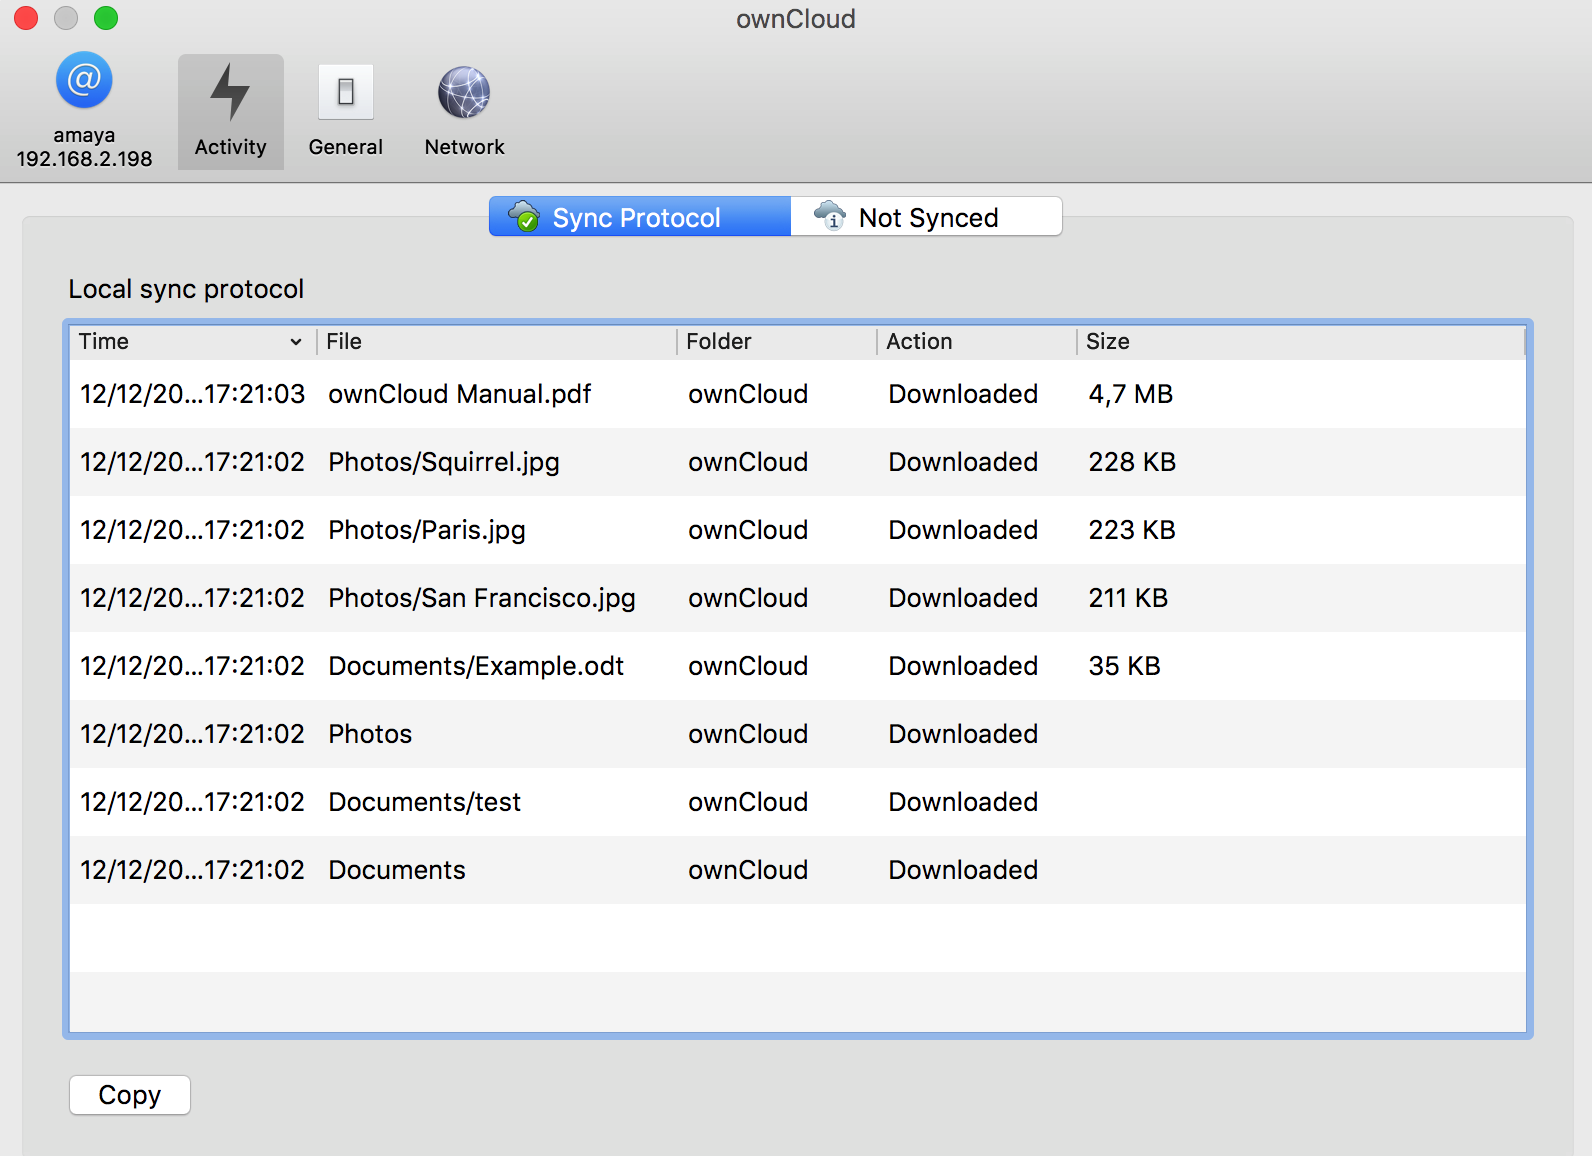 ownCloud
@
amaya
192.168.2.198
Activity
General
Network
Sync Protocol
Not Synced
Local sync protocol
Time File Folder Action Size
12/12/20...17:21:03 ownCloud Manual.pdf ownCloud Downloaded 4,7 MB
12/12/20...17:21:02 Photos/Squirrel.jpg ownCloud Downloaded 228 KB
12/12/20...17:21:02 Photos/Paris.jpg ownCloud Downloaded 223 KB
12/12/20...17:21:02 Photos/San Francisco.jpg ownCloud Downloaded 211 KB
12/12/20...17:21:02 Documents/Example.odt ownCloud Downloaded 35 KB
12/12/20...17:21:02 Photos ownCloud Downloaded
12/12/20...17:21:02 Documents/test ownCloud Downloaded
12/12/20...17:21:02 Documents ownCloud Downloaded
Copy